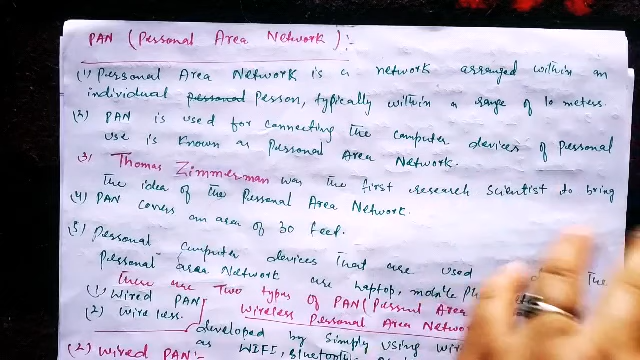 PAN (Personal Area Network):-
(1) Personal Area Network is a network arranged within an
individual personal Person, typically within a range of 10 meters.
(2) PAN is used for connecting the computer devices of personal
use is known as Personal Area Network.
(3) Thomas Zimmerman was the first research scientist to bring
the idea of the Personal Area Network.
(4) PAN covers an area of 30 feet.
(5) Personal computer devices that are used the
personal area Network are laptop, mobile
There are Two types of PAN (Personal Area
(1) Wired PAN
(2) Wireless.
Wireless Personal Area Network
developed by simply using
as WIFI, Bluetooth
(2) Wired PAN:-